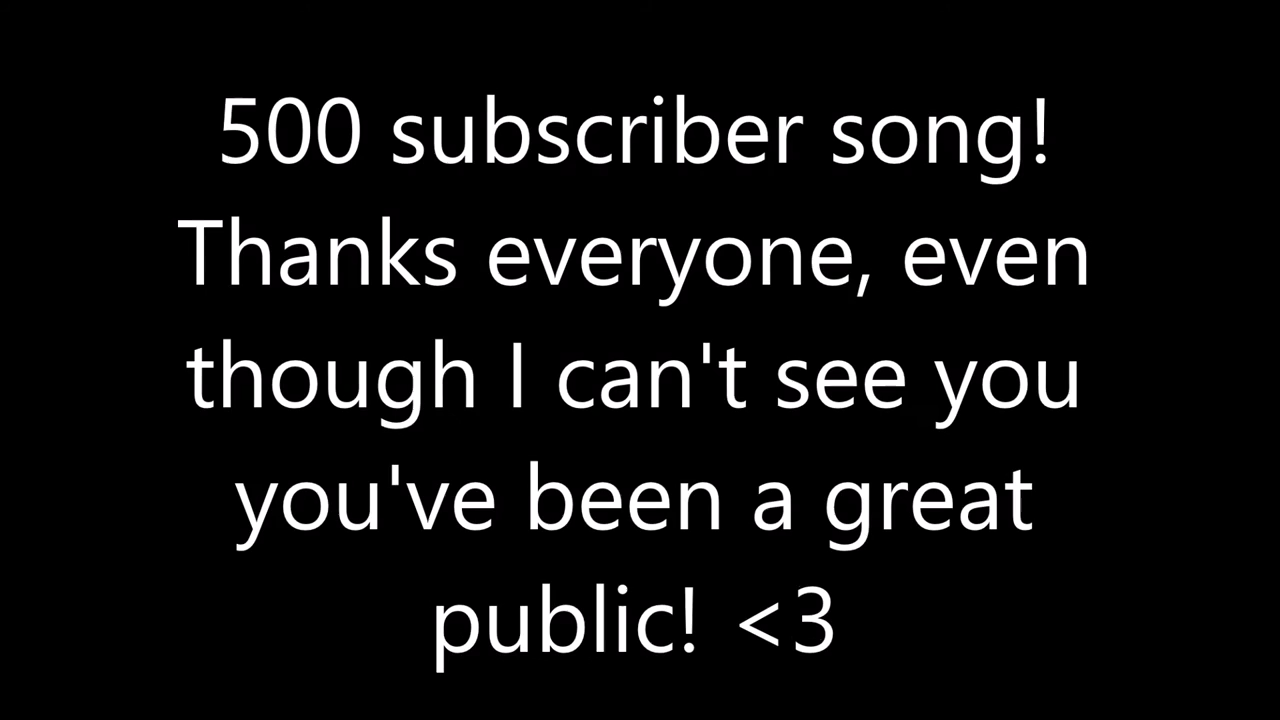 500 subscriber song!
Thanks everyone, even
though I can't see you
you've been a great
public! <3